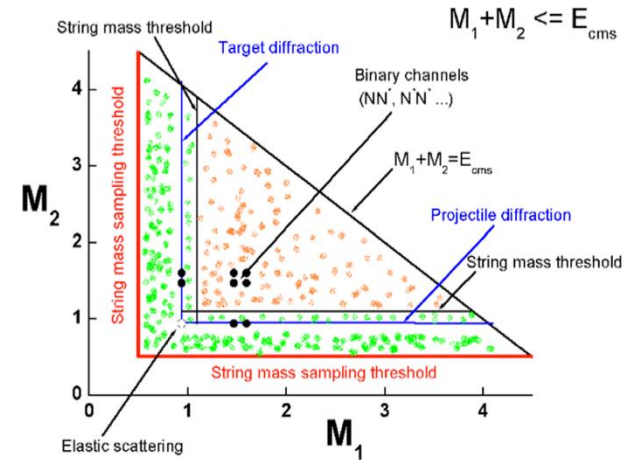 M1+M2 <= Ecms
String mass threshold
Target diffraction
Binary channels
(NN*, N*N* ...)
M1+M2=Ecms
Projectile diffraction
String mass threshold
String mass sampling threshold
String mass sampling threshold
M2
4
3
2
1
0
0
1
2
3
4
M1
Elastic scattering